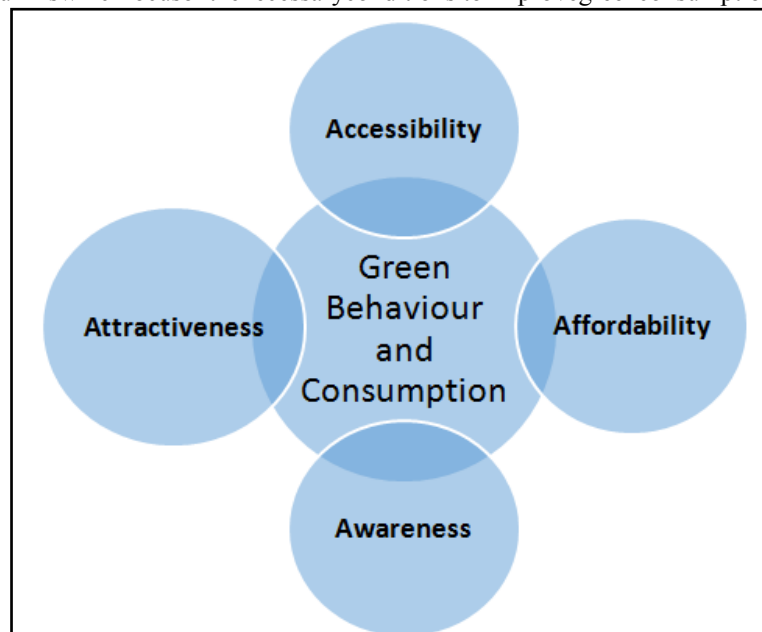 Accessibility
Attractiveness
Green
Behaviour
and
Consumption
Affordability
Awareness